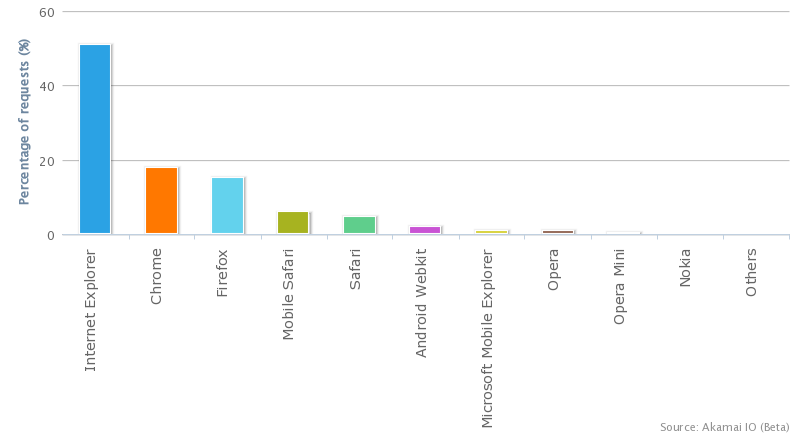 60
40
20
0
Percentage of requests (%)
Internet Explorer
Chrome
Firefox
Mobile Safari
Safari
Android Webkit
Microsoft Mobile Explorer
Opera
Opera Mini
Nokia
Others
Source: Akamai IO (Beta)